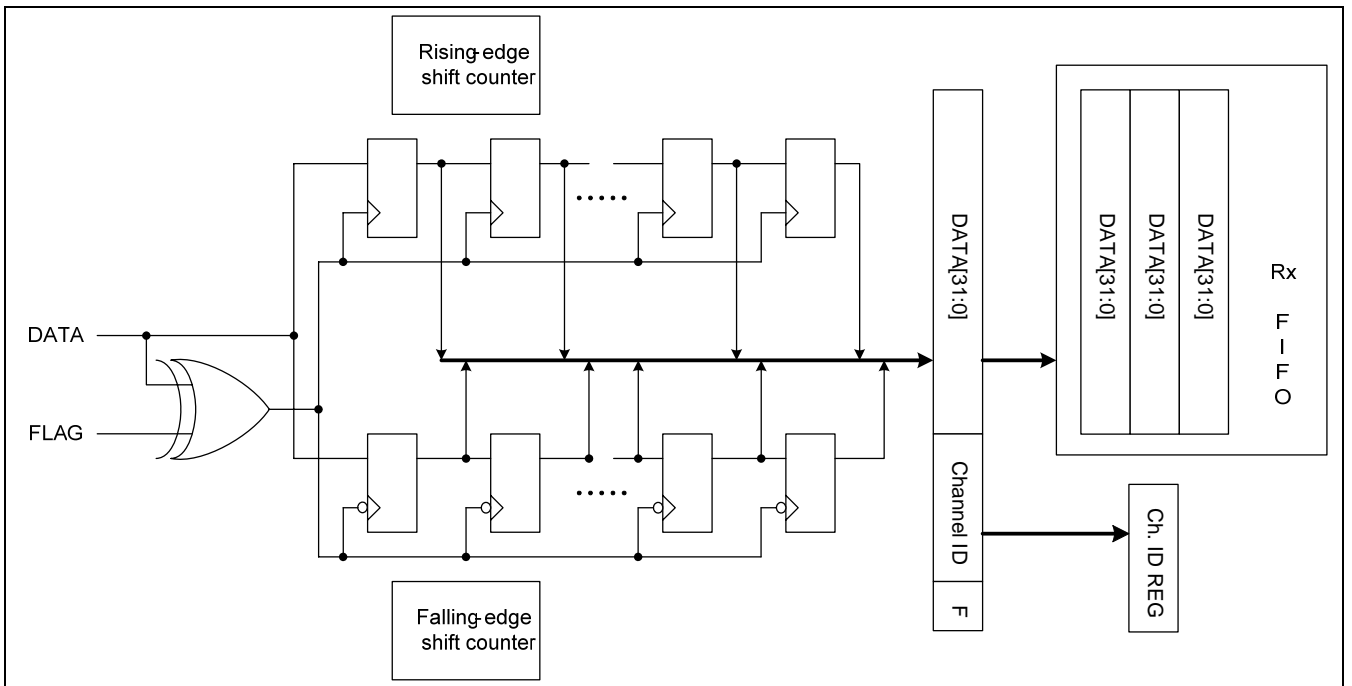 Rising-edge
shift counter
DATA
FLAG
Falling-edge
shift counter
DATA[31:0]
Channel ID
F
DATA[31:0]
DATA[31:0]
DATA[31:0]
Rx
F
I
F
O
Ch. ID REG